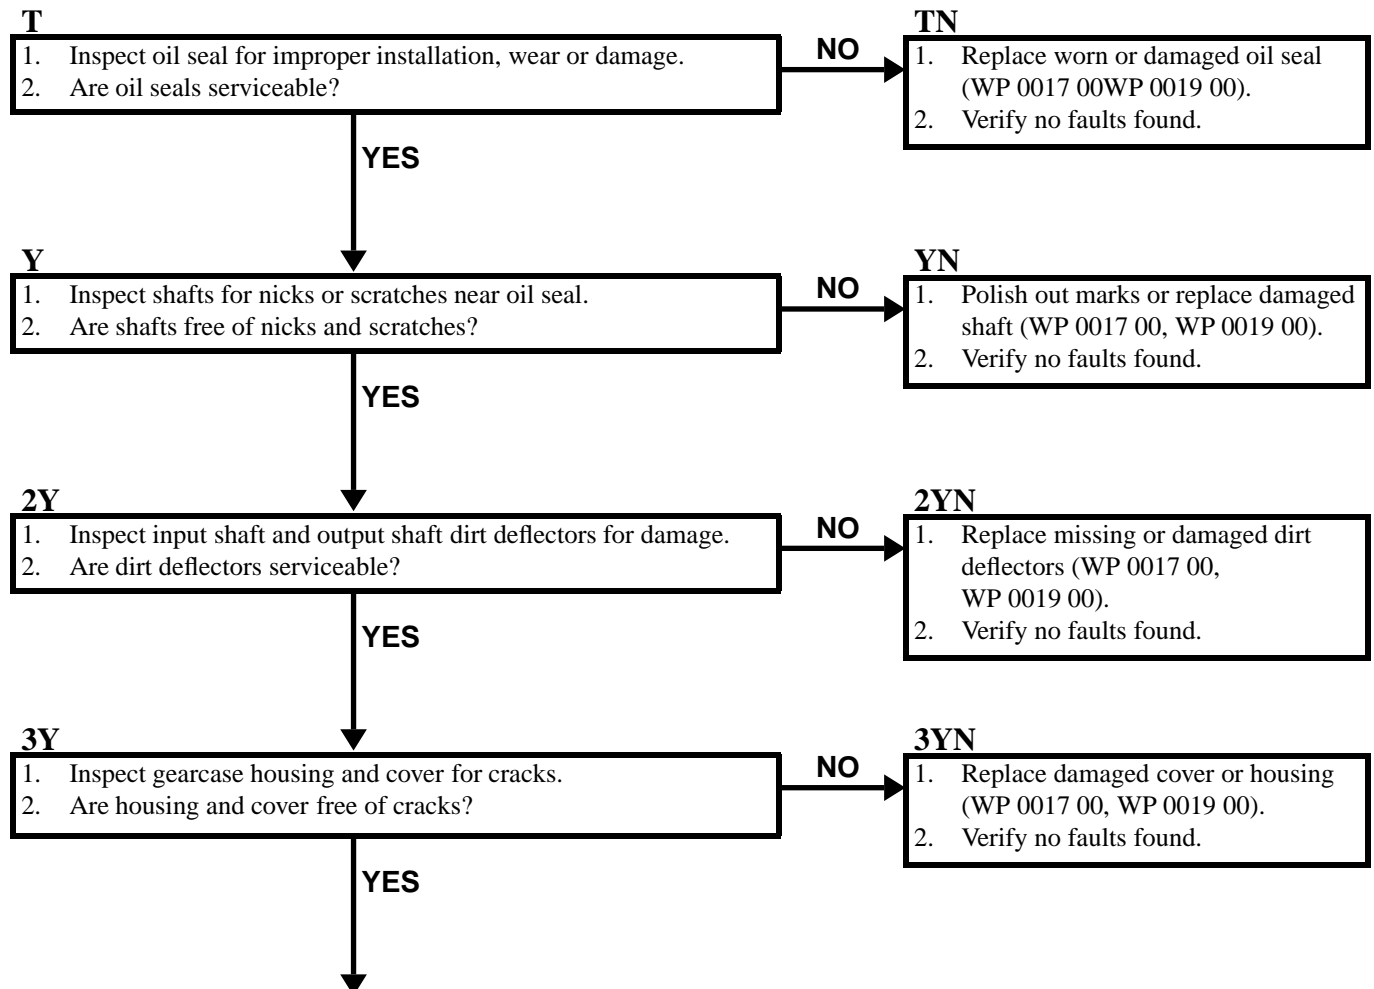 T
1. Inspect oil seal for improper installation, wear or damage.
2. Are oil seals serviceable?
NO
TN
1. Replace worn or damaged oil seal
(WP 0017 00WP 0019 00).
2. Verify no faults found.
YES
Y
1. Inspect shafts for nicks or scratches near oil seal.
2. Are shafts free of nicks and scratches?
NO
YN
1. Polish out marks or replace damaged
shaft (WP 0017 00, WP 0019 00).
2. Verify no faults found.
YES
2Y
1. Inspect input shaft and output shaft dirt deflectors for damage.
2. Are dirt deflectors serviceable?
NO
2YN
1. Replace missing or damaged dirt
deflectors (WP 0017 00,
WP 0019 00).
2. Verify no faults found.
YES
3Y
1. Inspect gearcase housing and cover for cracks.
2. Are housing and cover free of cracks?
NO
3YN
1. Replace damaged cover or housing
(WP 0017 00, WP 0019 00).
2. Verify no faults found.
YES